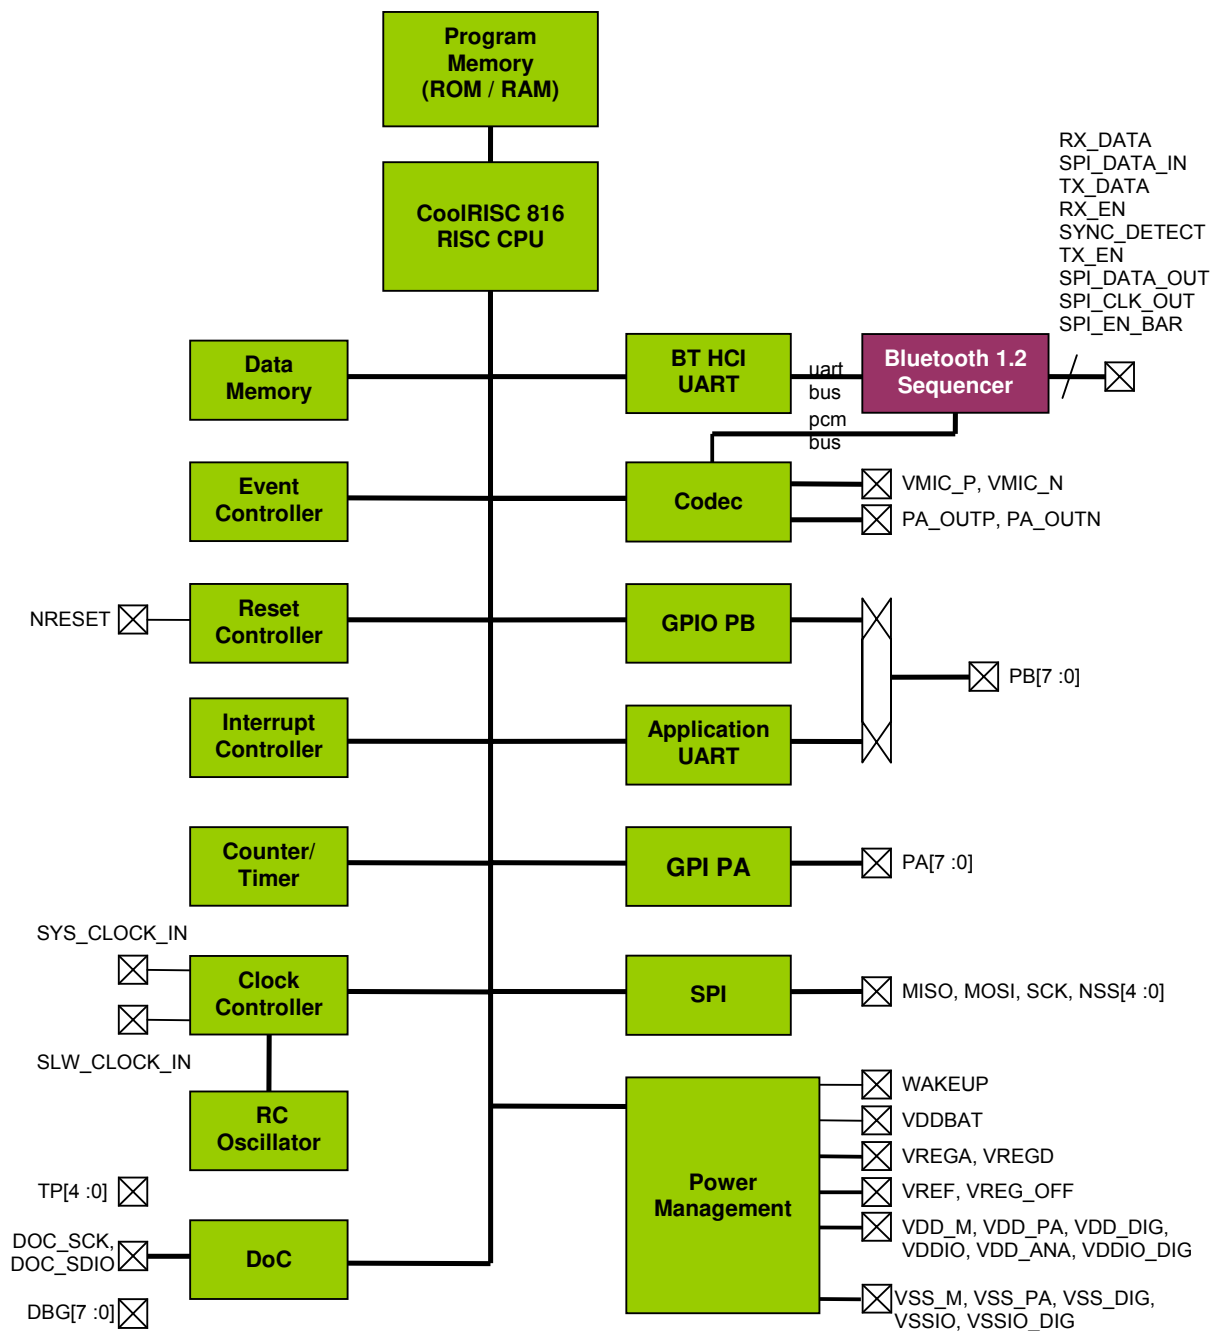 Program
Memory
(ROM / RAM)
CoolRISC 816
RISC CPU
RX_DATA
SPI_DATA_IN
TX_DATA
RX_EN
SYNC_DETECT
TX_EN
SPI_DATA_OUT
SPI_CLK_OUT
SPI_EN_BAR
Data
Memory
BT HCI
UART
uart
bus
Bluetooth 1.2
Sequencer
pcm
bus
Event
Controller
Codec
VMIC_P, VMIC_N
PA_OUTP, PA_OUTN
NRESET
Reset
Controller
GPIO PB
PB[7 :0]
Interrupt
Controller
Application
UART
Counter/
Timer
GPI PA
PA[7 :0]
SYS_CLOCK_IN
Clock
Controller
SPI
MISO, MOSI, SCK, NSS[4 :0]
SLW_CLOCK_IN
RC
Oscillator
Power
Management
WAKEUP
VDDBAT
VREGA, VREGD
VREF, VREG_OFF
VDD_M, VDD_PA, VDD_DIG,
VDDIO, VDD_ANA, VDDIO_DIG
VSS_M, VSS_PA, VSS_DIG,
VSSIO, VSSIO_DIG
TP[4 :0]
DOC_SCK,
DOC_SDIO
DoC
DBG[7 :0]